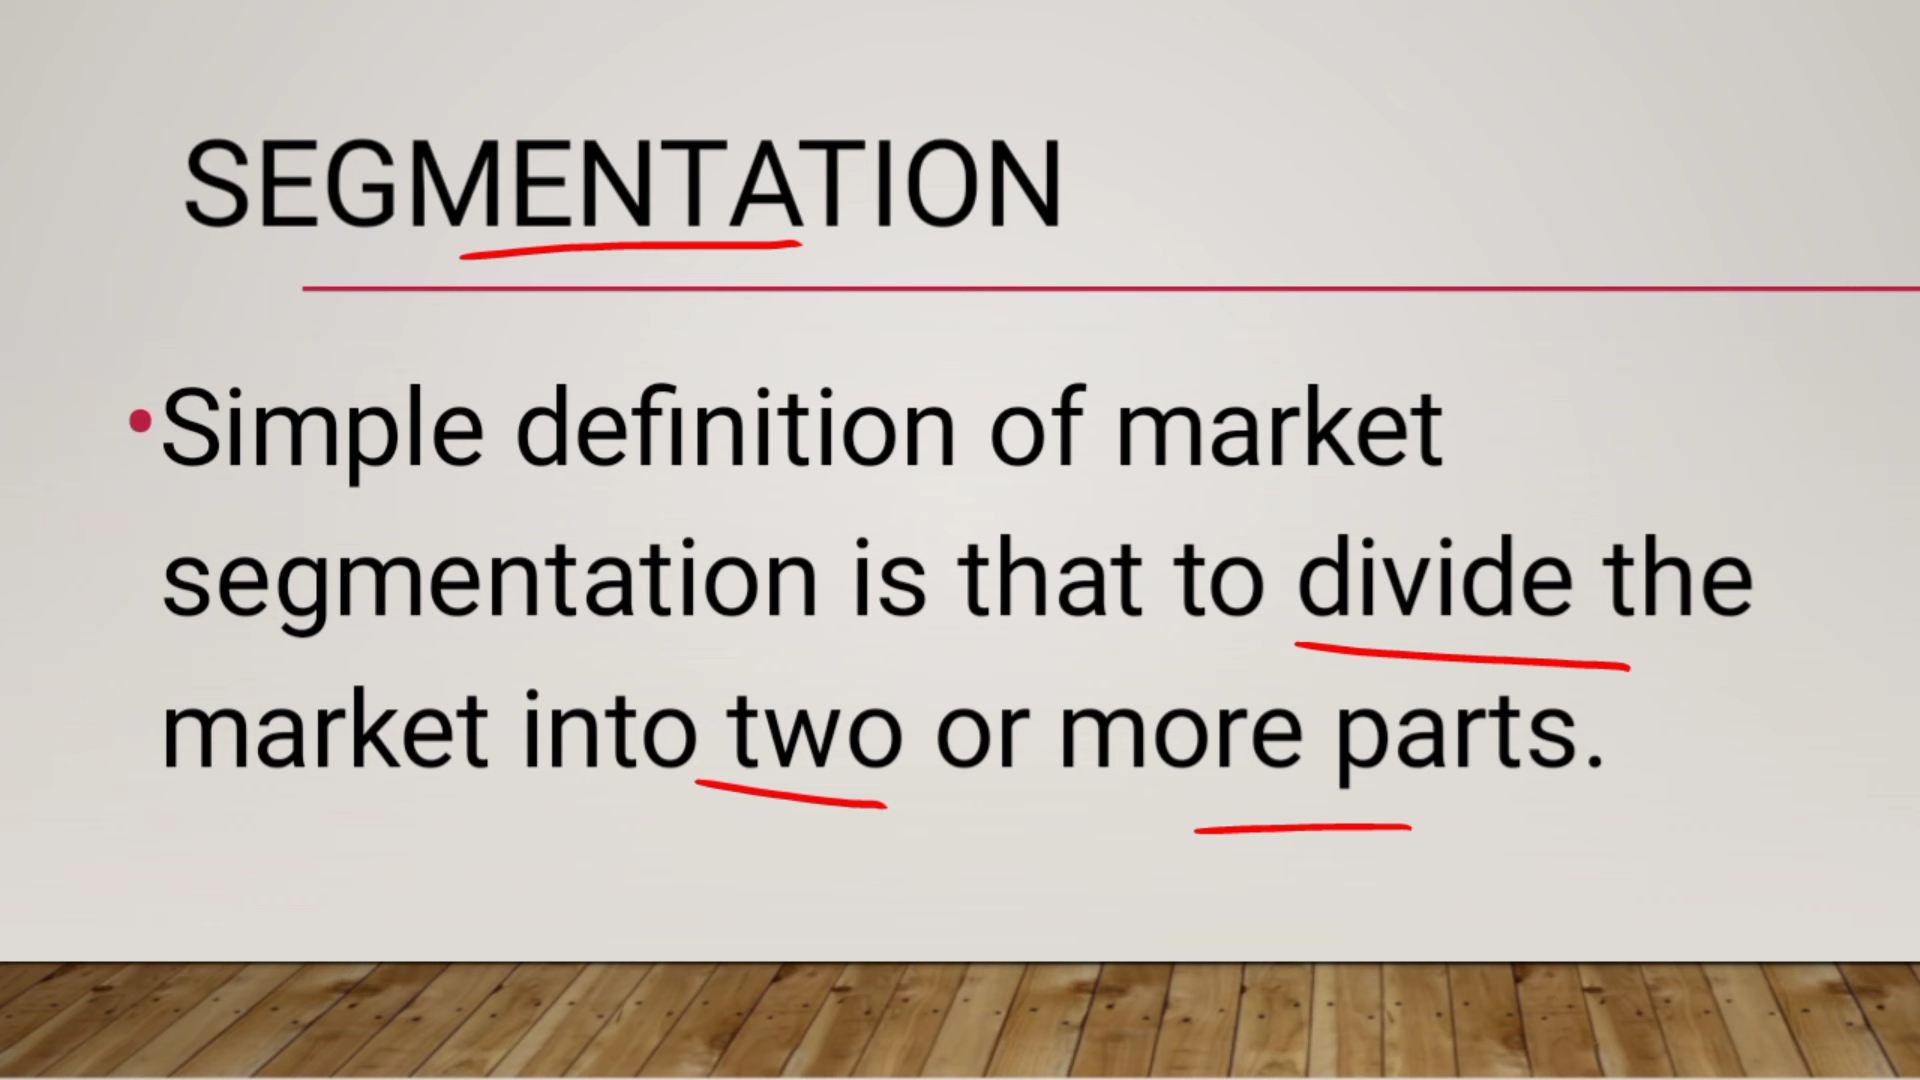 SEGMENTATION
•Simple definition of market
segmentation is that to divide the
market into two or more parts.